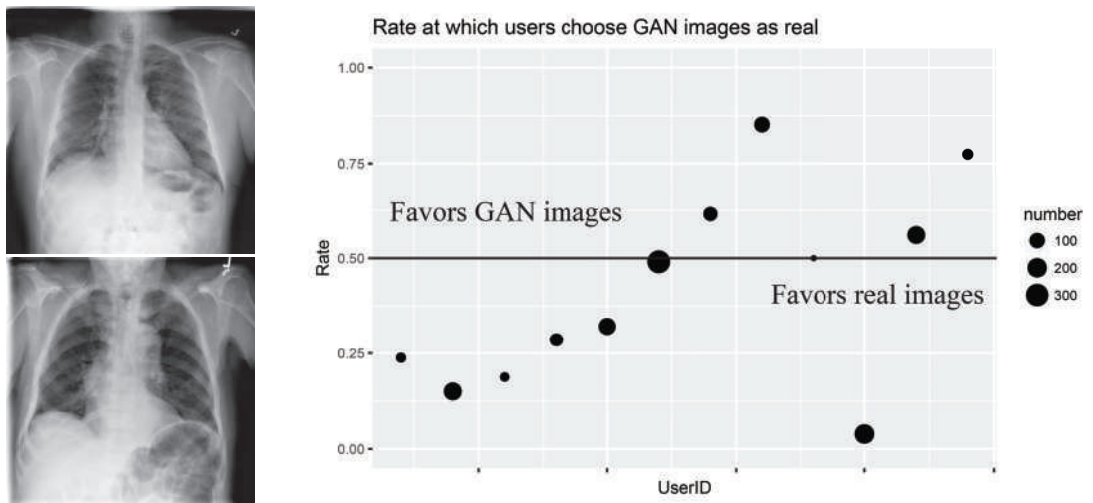 Rate at which users choose GAN images as real
1.00
0.75
Favors GAN images
0.50
Favors real images
0.25
0.00
Rate
UserID
number
100
200
300